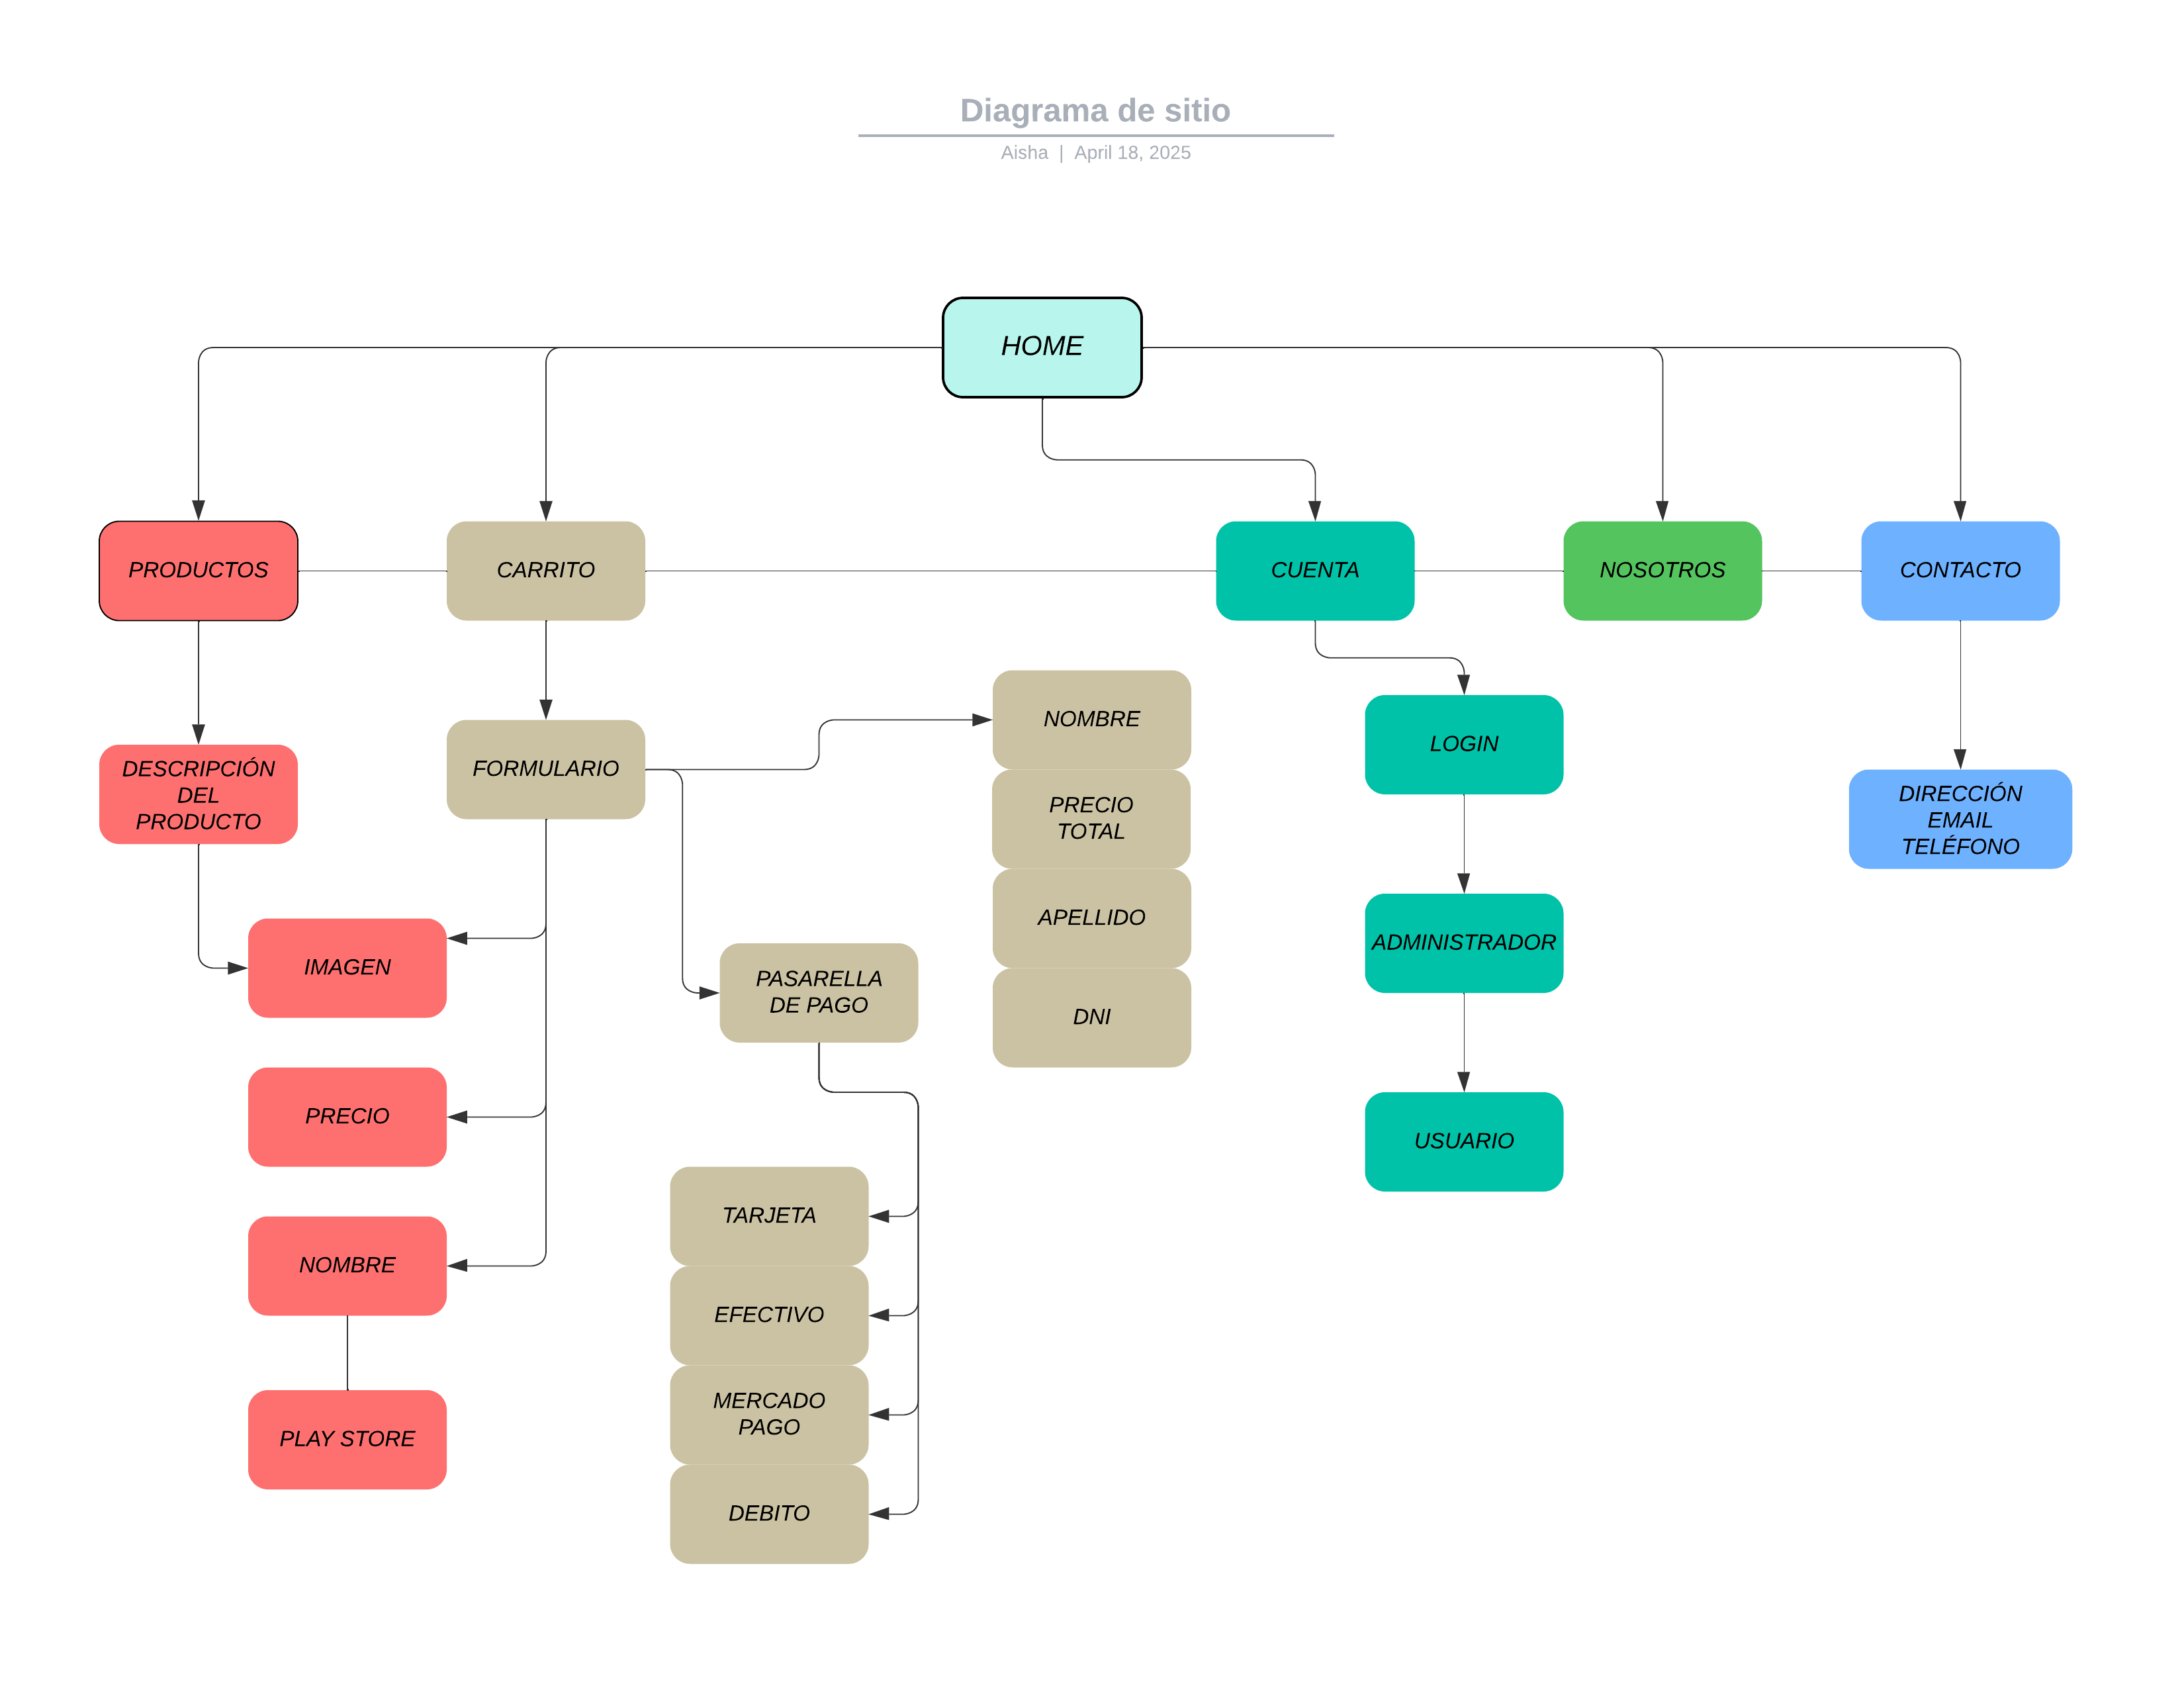 Diagrama de sitio
Aisha | April 18, 2025
HOME
PRODUCTOS
CARRITO
CUENTA
NOSOTROS
CONTACTO
DESCRIPCIÓN
DEL
PRODUCTO
IMAGEN
PRECIO
NOMBRE
PLAY STORE
FORMULARIO
PASARELLA
DE PAGO
TARJETA
EFECTIVO
MERCADO
PAGO
DEBITO
NOMBRE
PRECIO
TOTAL
APELLIDO
DNI
LOGIN
ADMINISTRADOR
USUARIO
DIRECCIÓN
EMAIL
TELÉFONO